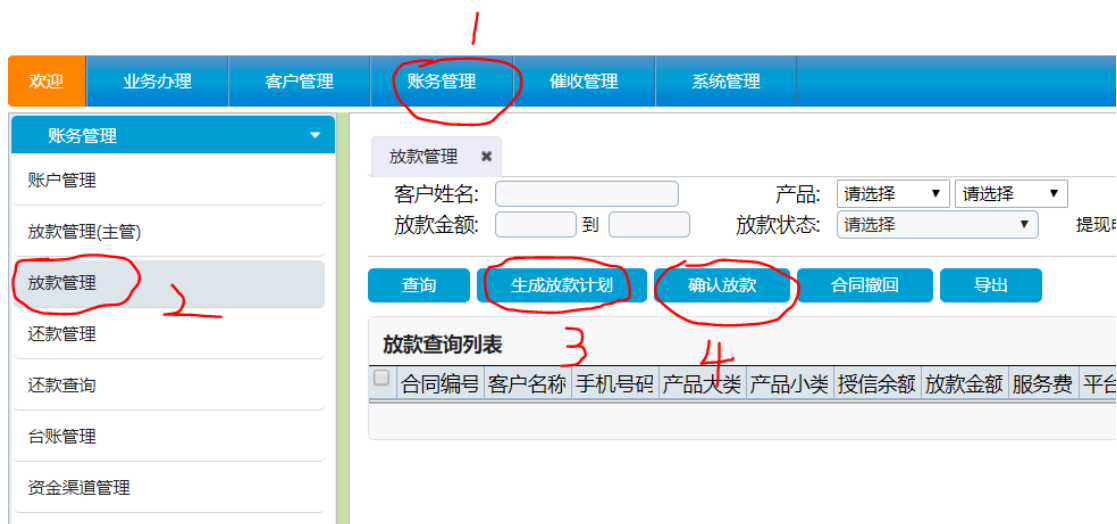 1
欢迎 业务办理 客户管理 账务管理 催收管理 系统管理
账务管理
账户管理
放款管理(主管)
放款管理
2
还款管理
还款查询
台账管理
资金渠道管理
放款管理 ✖
客户姓名: 产品: 请选择 请选择
放款金额: 到 放款状态: 请选择 提现
查询 生成放款计划 确认放款 合同撤回 导出
3 4
放款查询列表
合同编号 客户名称 手机号码 产品大类 产品小类 授信余额 放款金额 服务费 平台